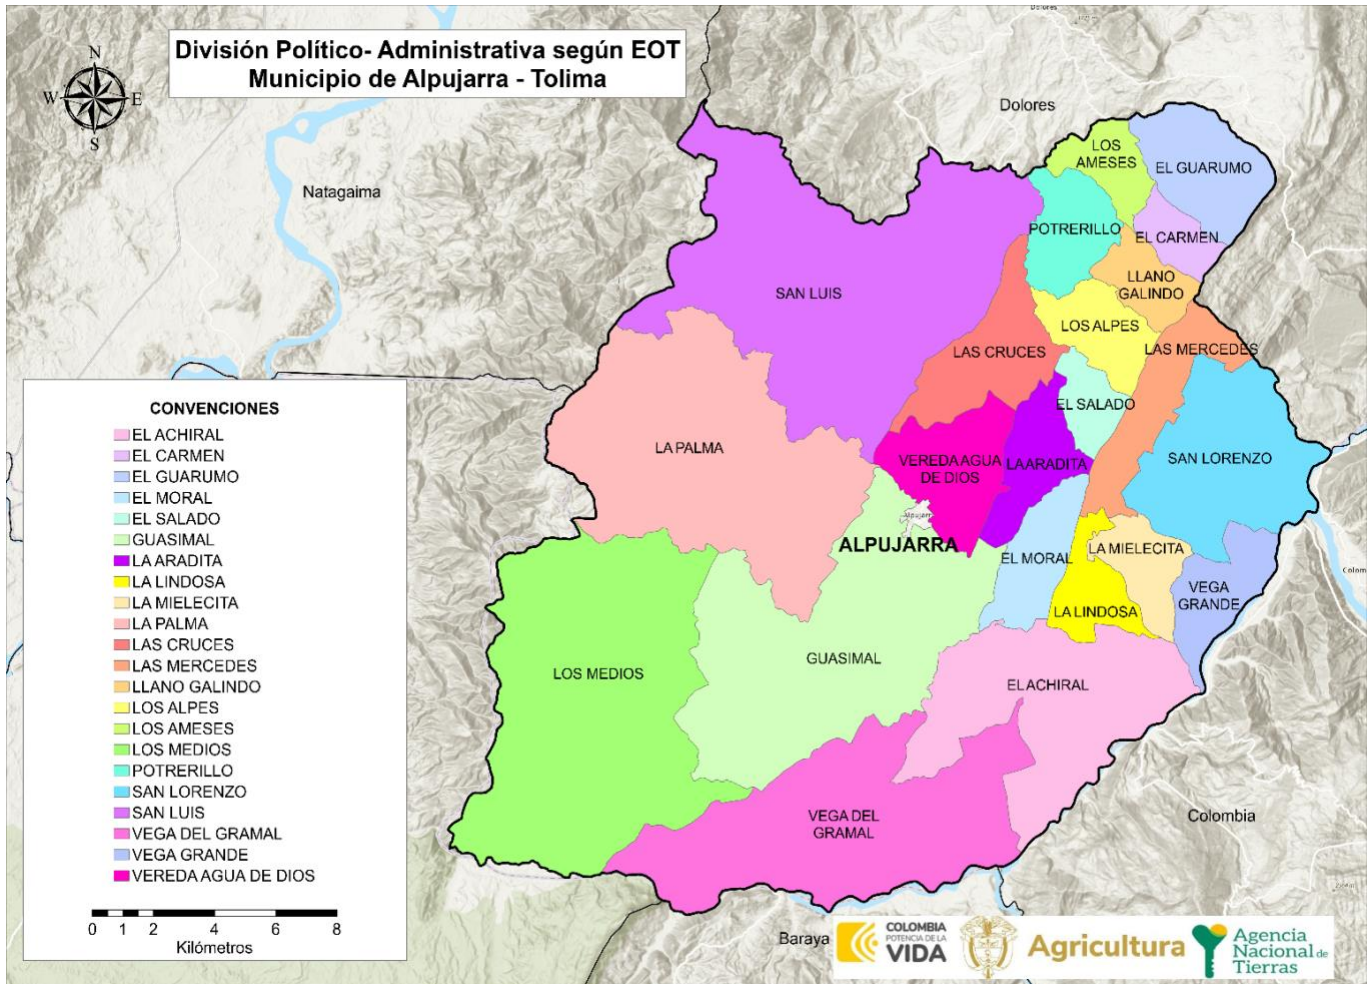 División Político- Administrativa según EOT
Municipio de Alpujarra - Tolima
N
W
E
S
Dolores
Dolores
Natagaima
LOS
AMESES
EL GUARUMO
POTRERILLO
EL CARMEN
LLANO
GALINDO
SAN LUIS
LOS ALPES
LAS CRUCES
LAS MERCEDES
EL SALADO
LA PALMA
VEREDA AGUA
DE DIOS
LA ARADITA
SAN LORENZO
Alpujarra
ALPUJARRA
EL MORAL
LA MIELECITA
VEGA
GRANDE
LA LINDOSA
GUASIMAL
LOS MEDIOS
EL ACHIRAL
VEGA DEL
GRAMAL
Colombia
Baraya
CONVENCIONES
EL ACHIRAL
EL CARMEN
EL GUARUMO
EL MORAL
EL SALADO
GUASIMAL
LA ARADITA
LA LINDOSA
LA MIELECITA
LA PALMA
LAS CRUCES
LAS MERCEDES
LLANO GALINDO
LOS ALPES
LOS AMESES
LOS MEDIOS
POTRERILLO
SAN LORENZO
SAN LUIS
VEGA DEL GRAMAL
VEGA GRANDE
VEREDA AGUA DE DIOS
0 1 2 4 6 8
Kilómetros
COLOMBIA
POTENCIA DE LA
VIDA
Agricultura
Agencia
Nacional de
Tierras